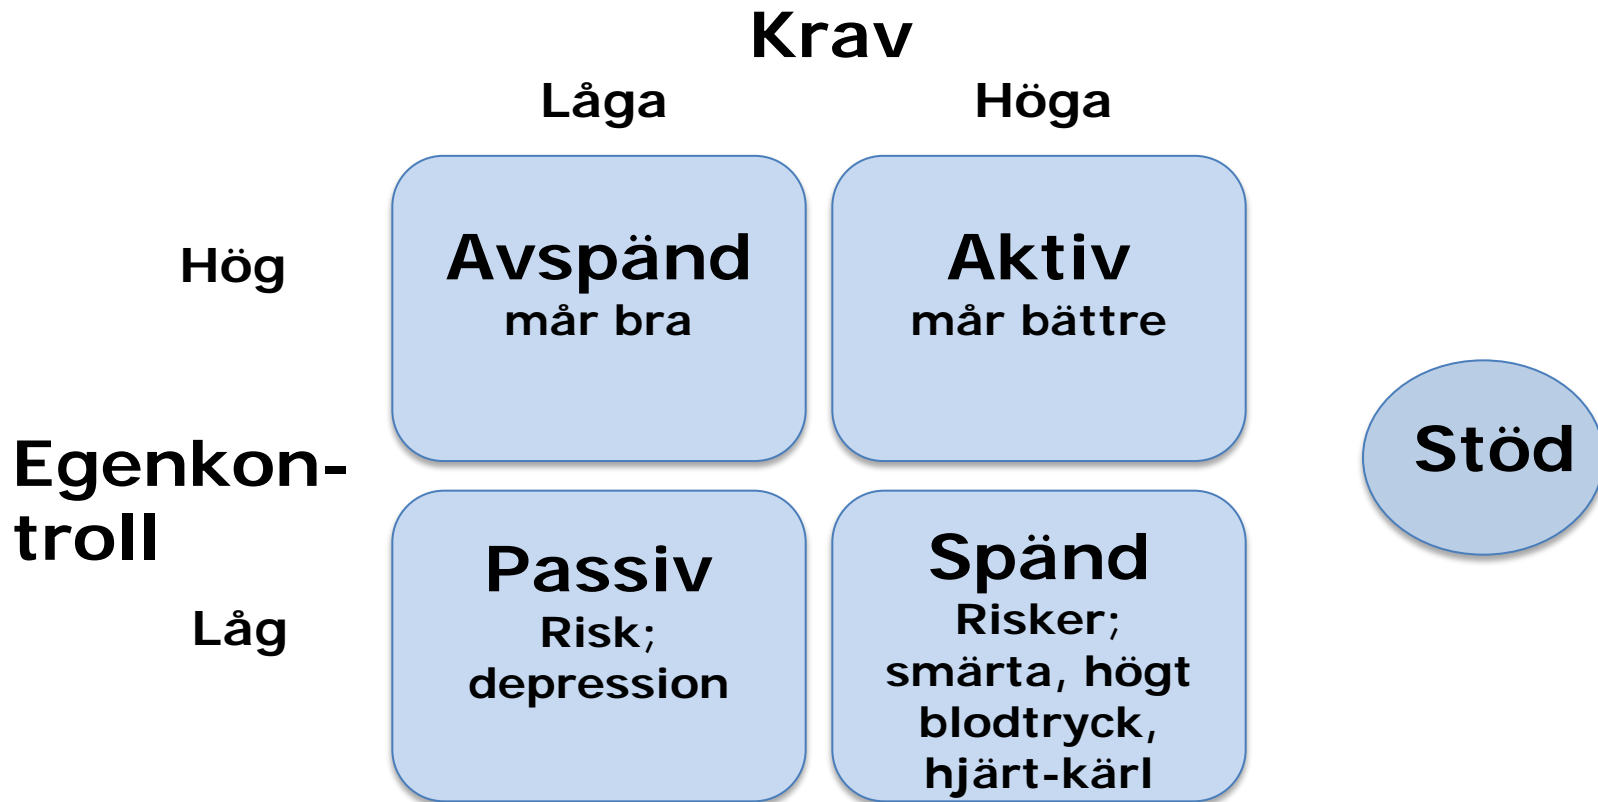 Krav
Låga
Höga
Hög
Avspänd
mår bra
Aktiv
mår bättre
Egenkon-
troll
Stöd
Låg
Passiv
Risk;
depression
Spänd
Risker;
smärta, högt
blodtryck,
hjärt-kärl